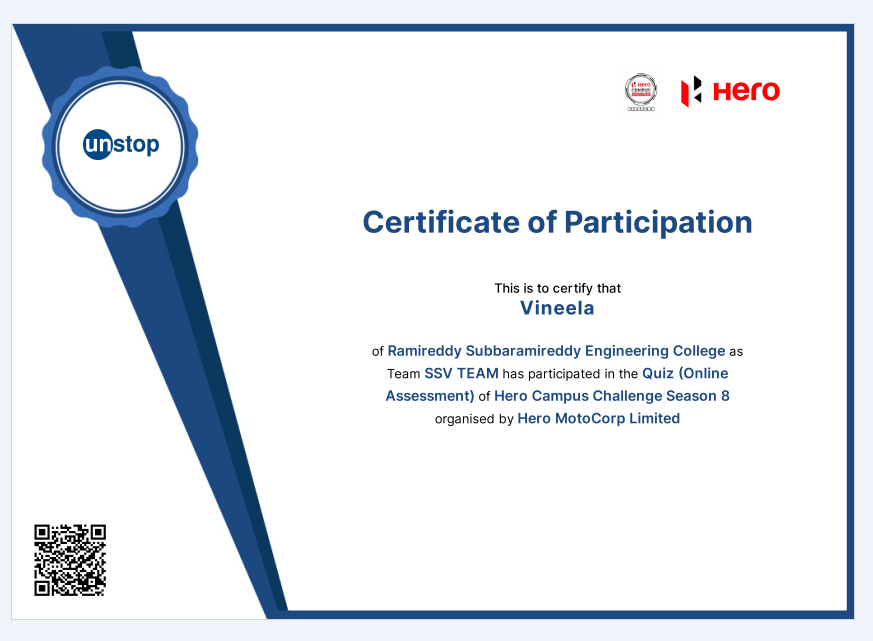 unstop
Hero
CAMPUS
Hero
Certificate of Participation
This is to certify that
Vineela
of Ramireddy Subbaramireddy Engineering College as
Team SSV TEAM has participated in the Quiz (Online
Assessment) of Hero Campus Challenge Season 8
organised by Hero MotoCorp Limited